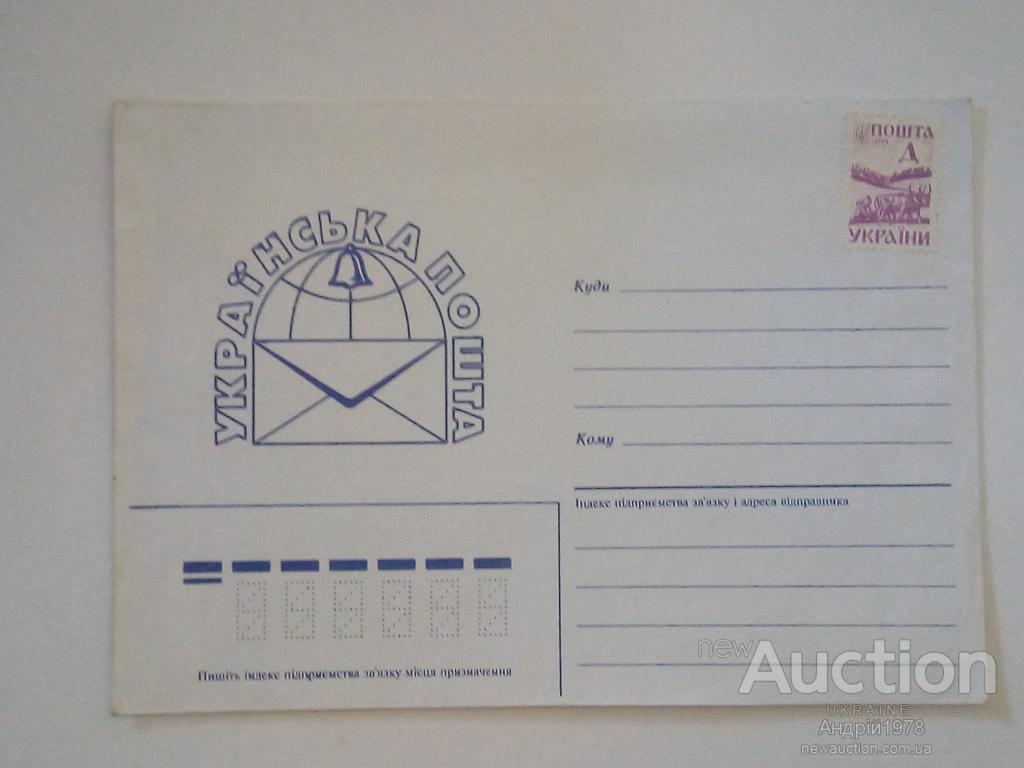 ПОШТА
Д
УКРАЇНИ
УКРАЇНСЬКА ПОШТА
Куди
Кому
Індекс підприємства зв'язку і адреса відправника
Пишіть індекс підприємства зв'язку місця призначення
newAuction
UKRAINE
Андрій1978
newauction.com.ua